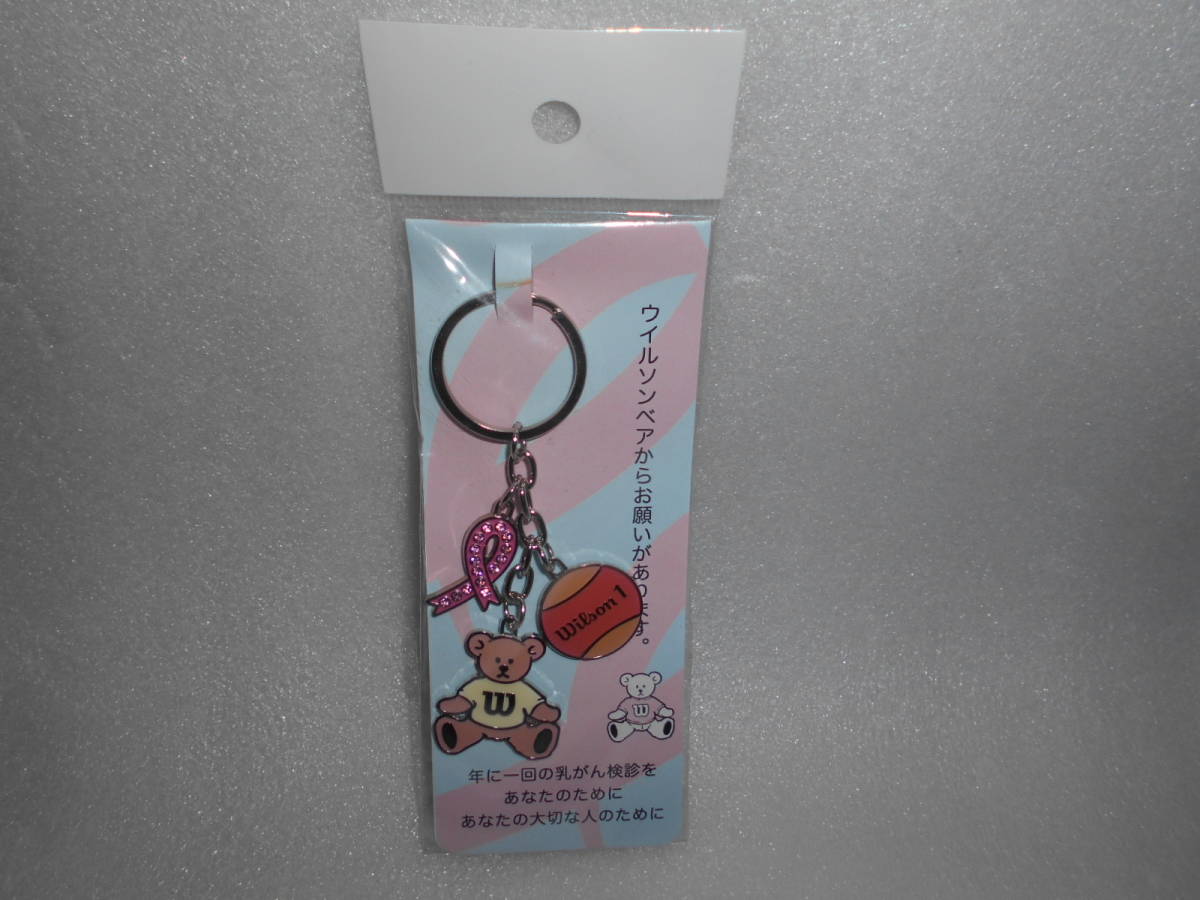 ウイルソンベアからお願いがあります。
Wilson 1
W
W
年に一回の乳がん検診を
あなたのために
あなたの大切な人のために